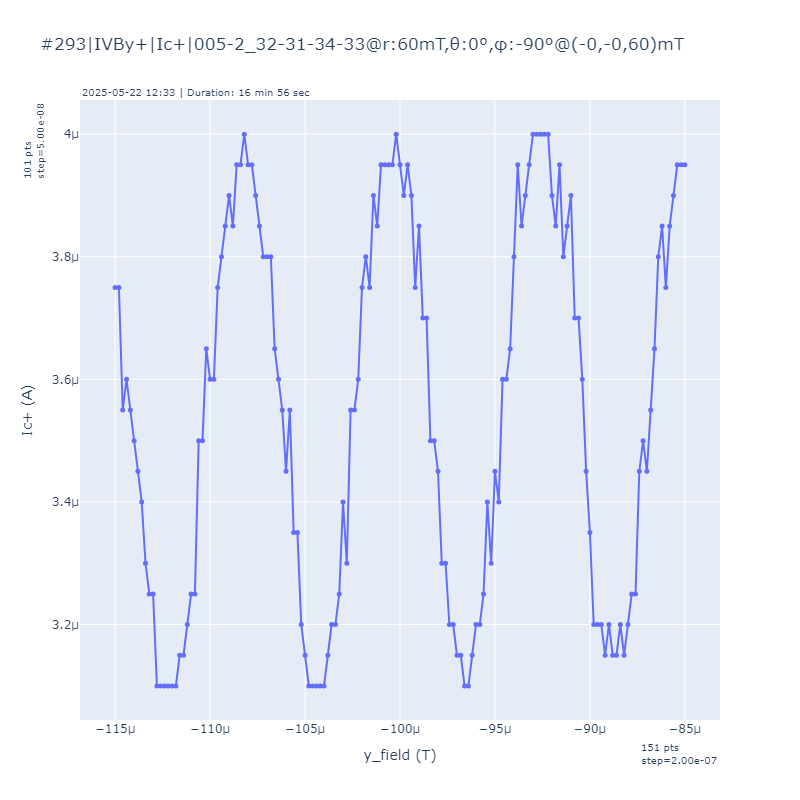 #293|IVBy+|Ic+|005-2_32-31-34-33@r:60mT,θ:0º,φ:-90º@(-0,-0,60)mT
2025-05-22 12:33 | Duration: 16 min 56 sec
101 pts
step=5.00e-08
4μ
3.8μ
3.6μ
3.4μ
3.2μ
Ic+ (A)
−115μ
−110μ
−105μ
−100μ
−95μ
−90μ
−85μ
y_field (T)
151 pts
step=2.00e-07